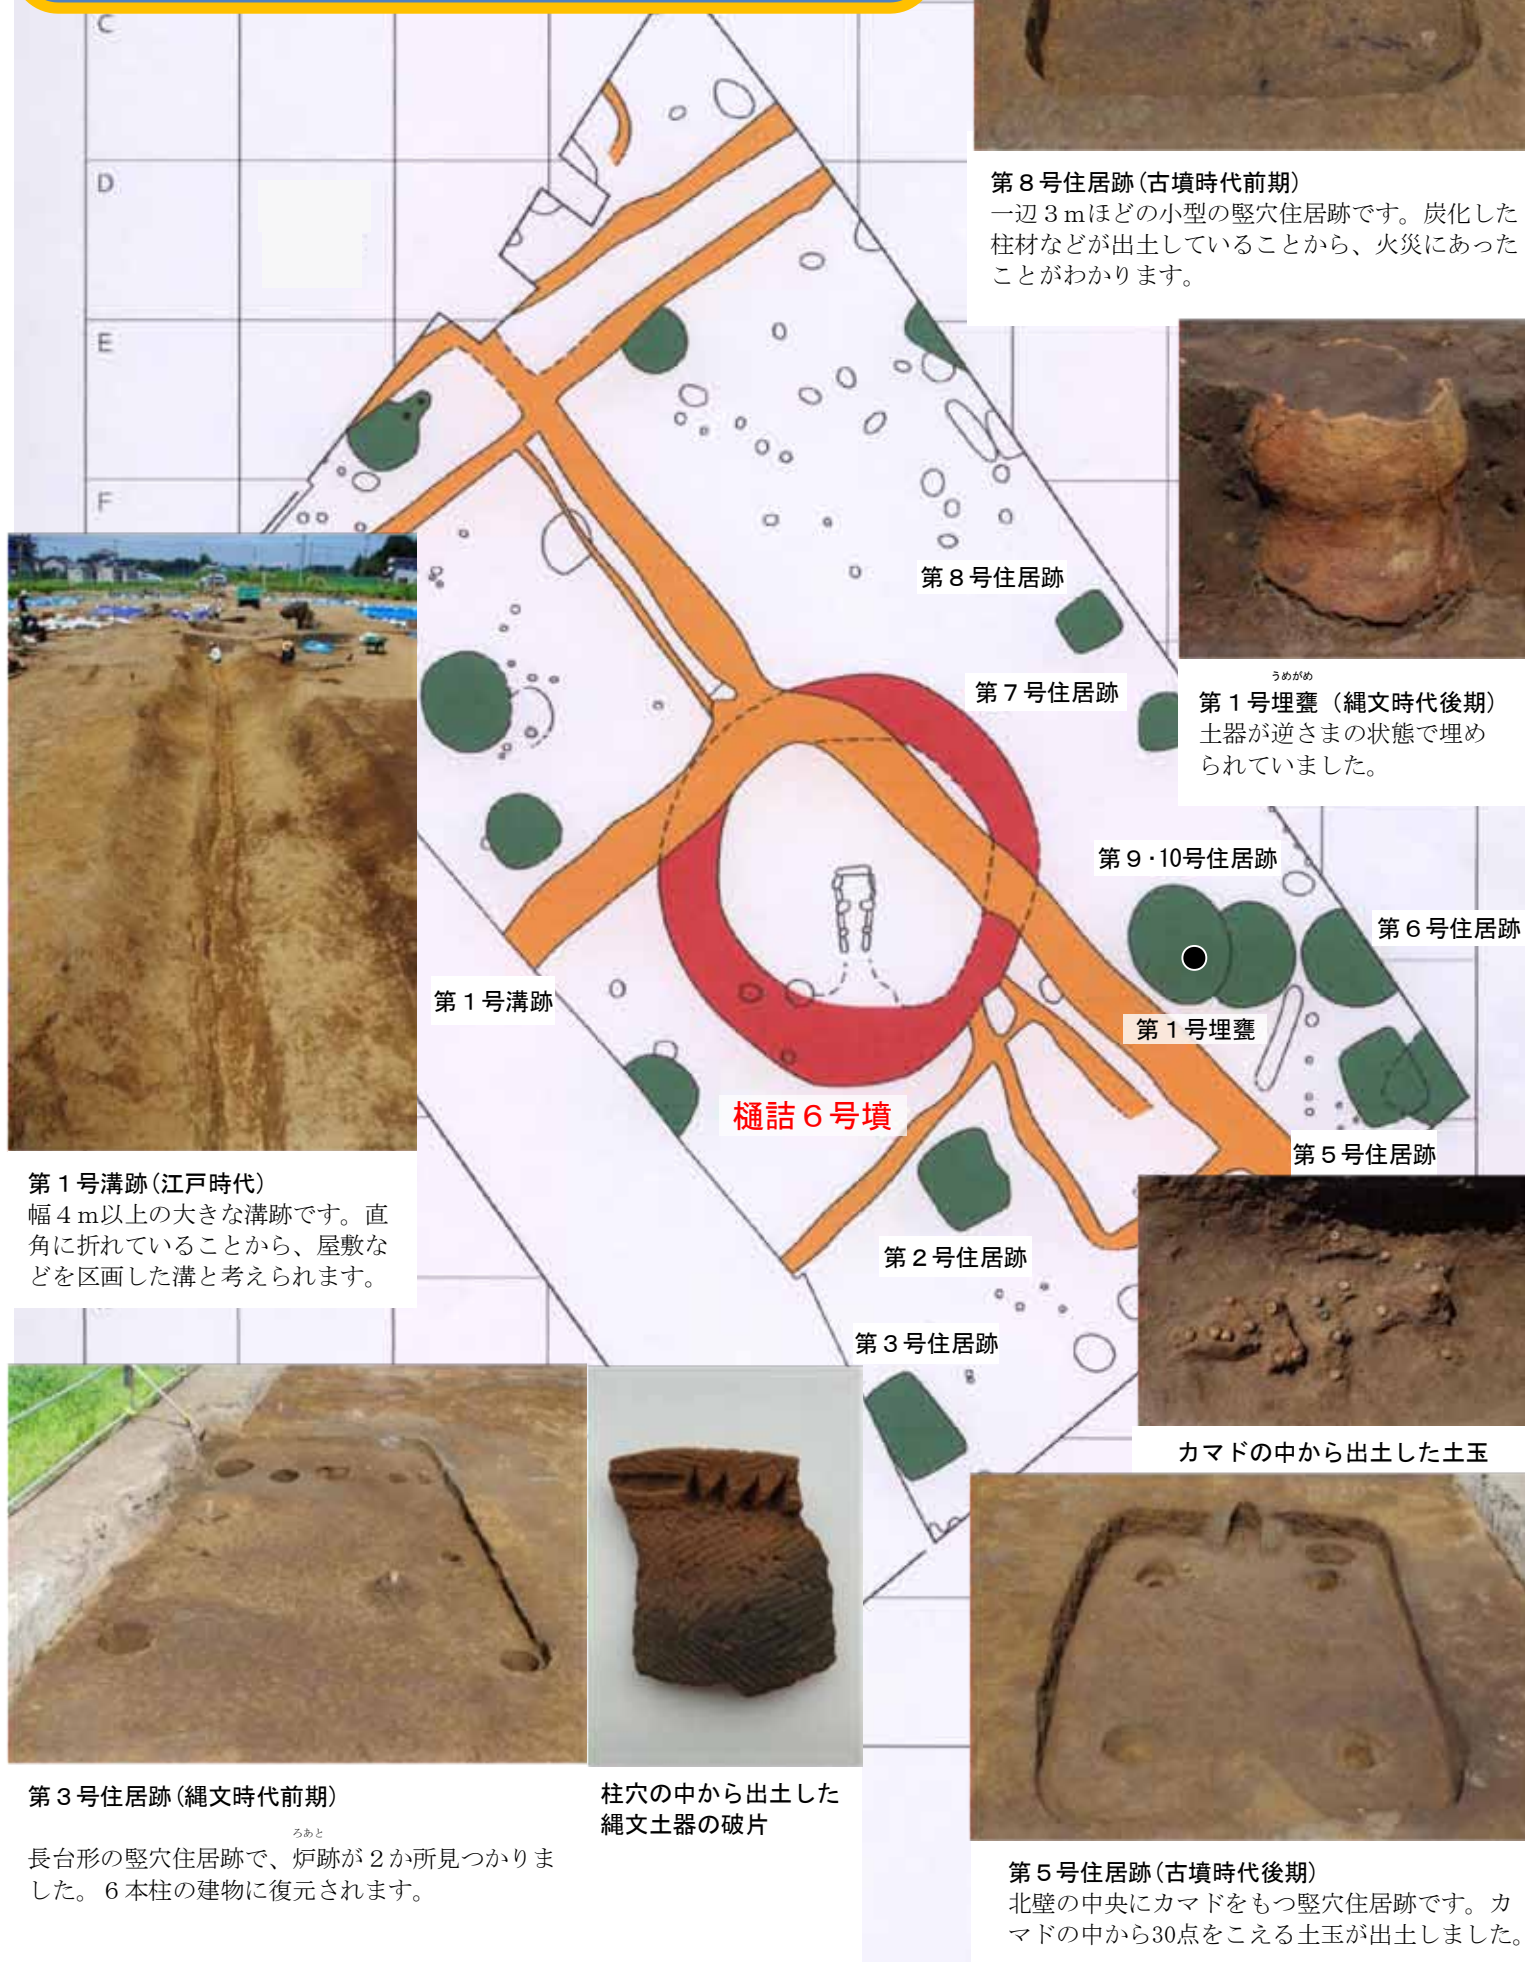 C
D
E
F
第８号住居跡(古墳時代前期)
一辺３ｍほどの小型の竪穴住居跡です。炭化した
柱材などが出土していることから、火災にあった
ことがわかります。
うめがめ
第１号埋甕（縄文時代後期）
土器が逆さまの状態で埋め
られていました。
第８号住居跡
第７号住居跡
第９・10号住居跡
第６号住居跡
第１号埋甕
第１号溝跡
樋詰６号墳
第５号住居跡
第２号住居跡
第３号住居跡
第１号溝跡(江戸時代)
幅４ｍ以上の大きな溝跡です。直
角に折れていることから、屋敷な
どを区画した溝と考えられます。
カマドの中から出土した土玉
第３号住居跡(縄文時代前期)
ろあと
長台形の竪穴住居跡で、炉跡が２か所見つかりま
した。６本柱の建物に復元されます。
柱穴の中から出土した
縄文土器の破片
第５号住居跡(古墳時代後期)
北壁の中央にカマドをもつ竪穴住居跡です。カ
マドの中から30点をこえる土玉が出土しました。